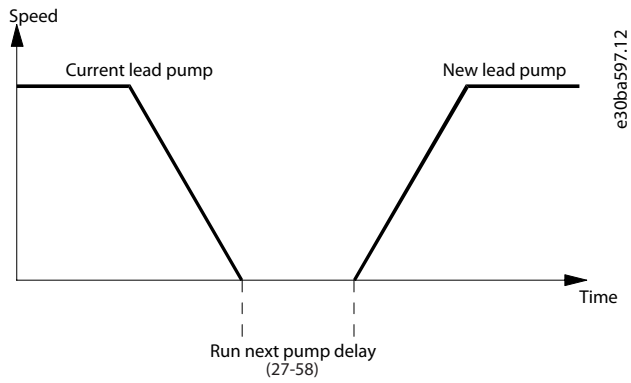 Speed
Current lead pump
New lead pump
e30ba597.12
Time
Run next pump delay
(27-58)